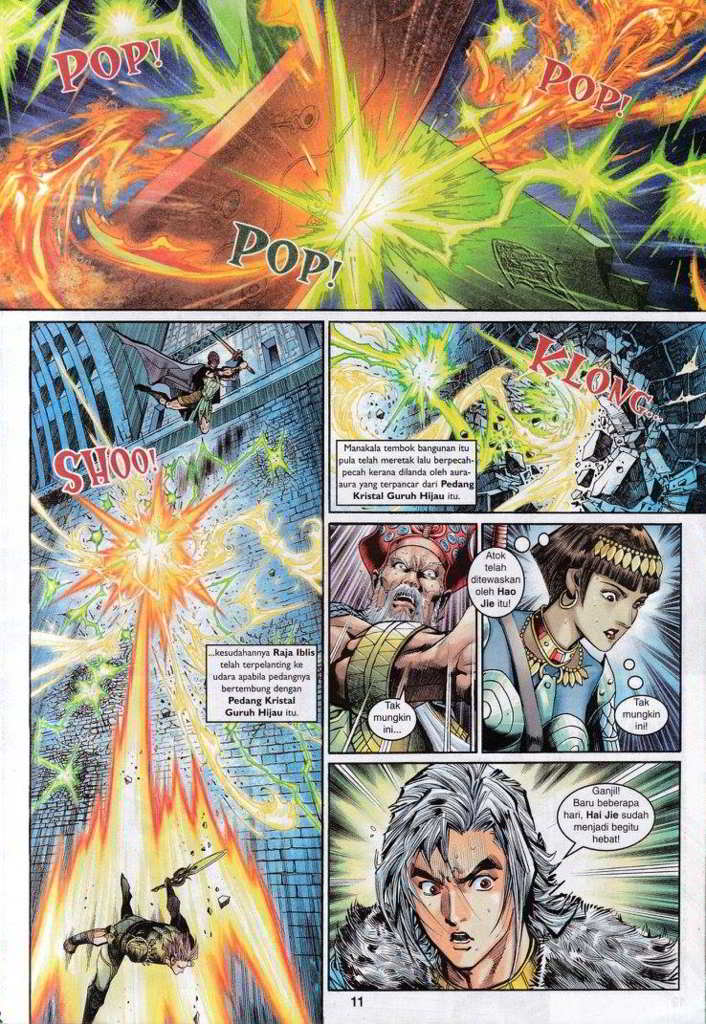 POP!
POP!
POP!
SHOO!
...kesudahannya Raja Iblis
telah terpelanting ke
udara apabila pedangnya
bertembung dengan
Pedang Kristal
Guruh Hijau itu.
KLONG...
Manakala tembok bangunan itu
pula telah meretak lalu berpecah-
pecah kerana dilanda oleh aura-
aura yang terpancar dari Pedang
Kristal Guruh Hijau itu.
Tak
mungkin
ini...
Atok
telah
ditewaskan
oleh Hao
Jie itu!
Tak
mungkin
ini!
Ganjil!
Baru beberapa
hari, Hai Jie sudah
menjadi begitu
hebat!
11